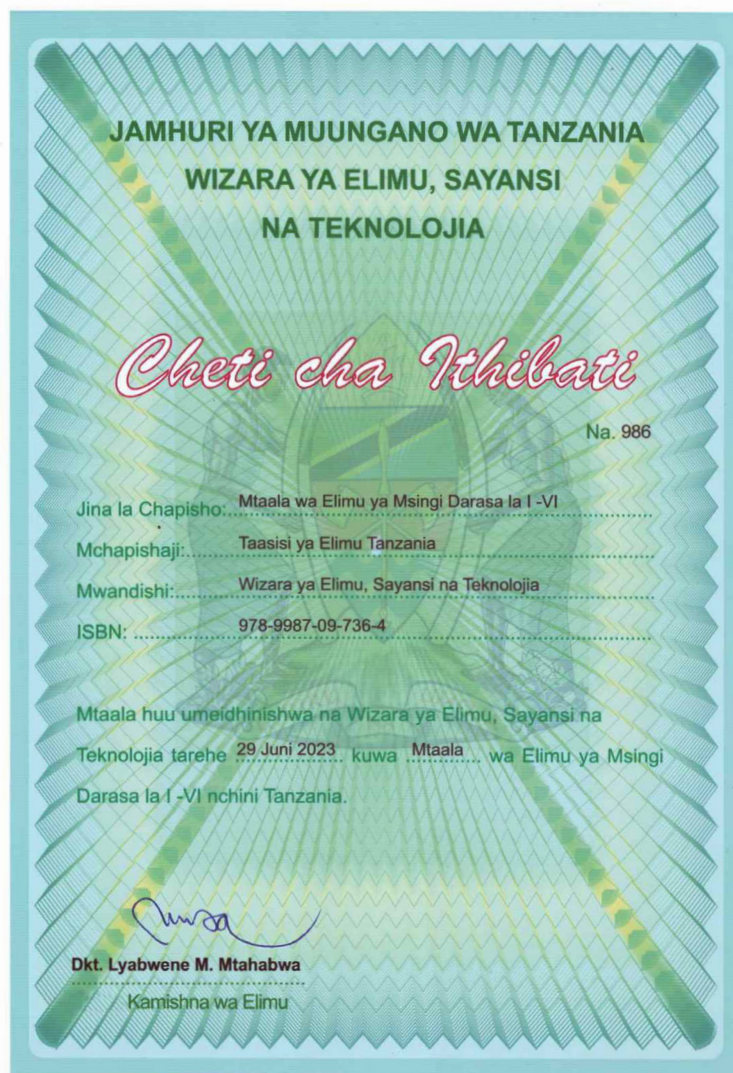 JAMHURI YA MUUNGANO WA TANZANIA
WIZARA YA ELIMU, SAYANSI
NA TEKNOLOJIA
Cheti cha Ithibati
Na. 986
Jina la Chapisho: Mtaala wa Elimu ya Msingi Darasa la I -VI
Mchapishaji: Taasisi ya Elimu Tanzania
Mwandishi: Wizara ya Elimu, Sayansi na Teknolojia
ISBN: 978-9987-09-736-4
Mtaala huu umeidhinishwa na Wizara ya Elimu, Sayansi na
Teknolojia tarehe 29 Juni 2023 kuwa Mtaala wa Elimu ya Msingi
Darasa la I -VI nchini Tanzania.
Dkt. Lyabwene M. Mtahabwa
Kamishna wa Elimu